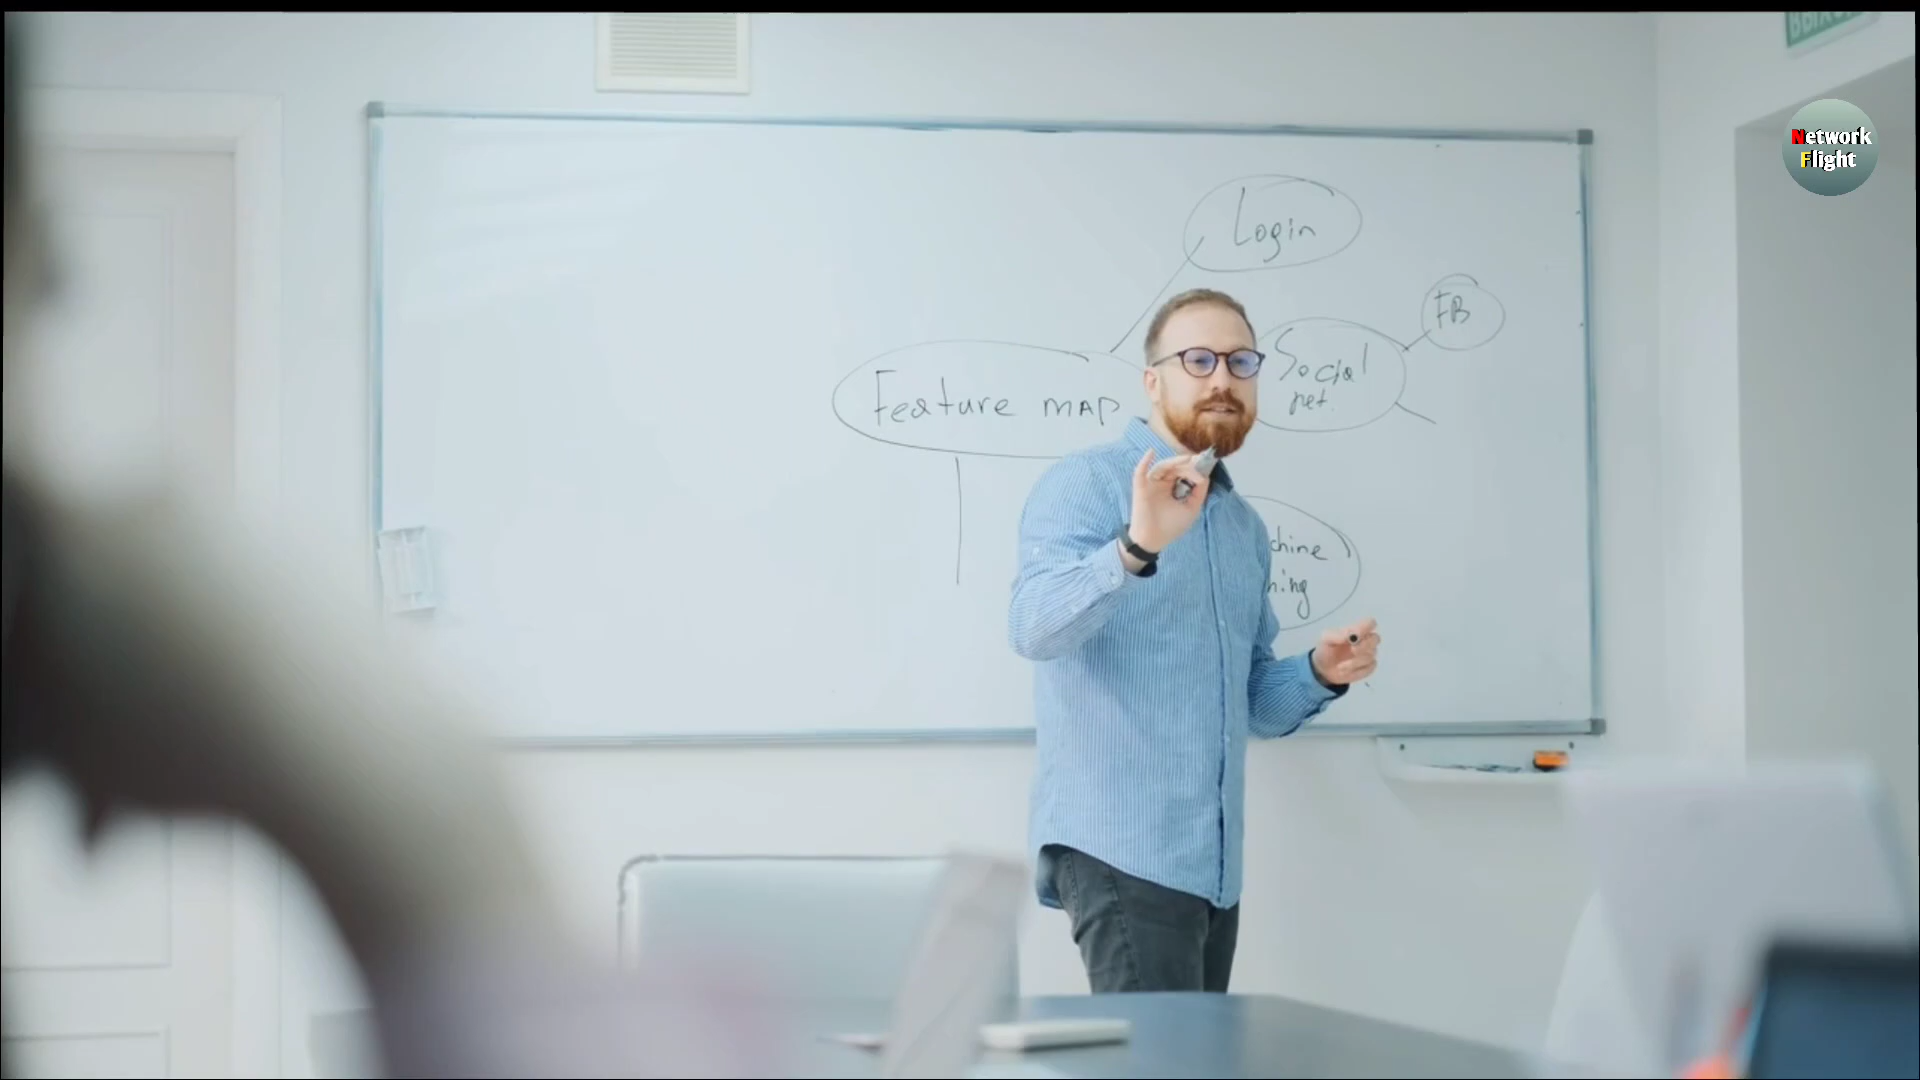 Network
Flight
Login
FB
Social
net.
Feature MAP